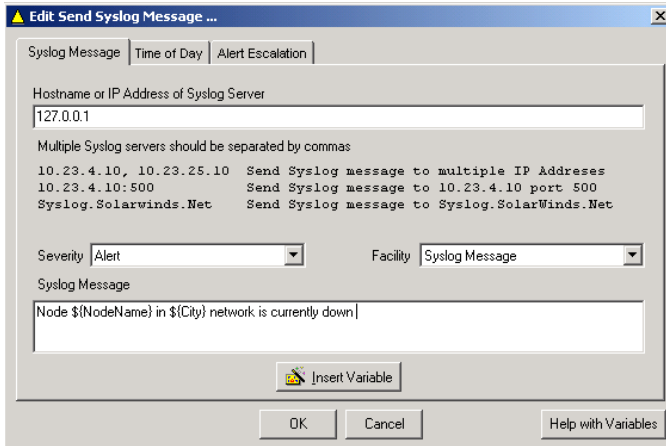 Edit Send Syslog Message ...
Syslog Message Time of Day Alert Escalation
Hostname or IP Address of Syslog Server
127.0.0.1
Multiple Syslog servers should be separated by commas
10.23.4.10, 10.23.25.10 Send Syslog message to multiple IP Addreses
10.23.4.10:500 Send Syslog message to 10.23.4.10 port 500
Syslog.Solarwinds.Net Send Syslog message to Syslog.SolarWinds.Net
Severity Alert Facility Syslog Message
Syslog Message
Node ${NodeName} in ${City} network is currently down
Insert Variable
OK Cancel Help with Variables